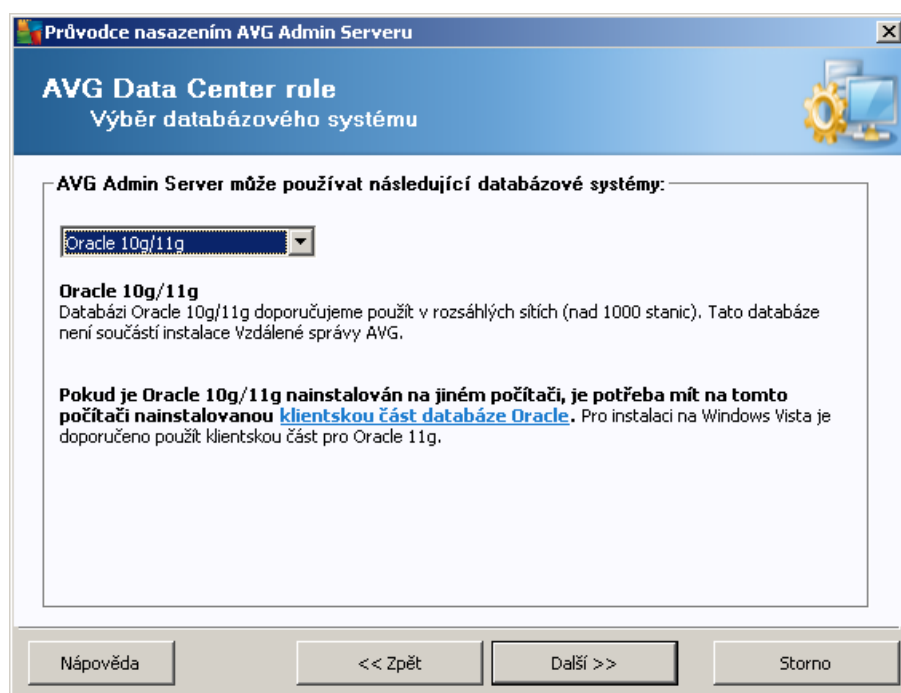 Průvodce nasazením AVG Admin Serveru
AVG Data Center role
Výběr databázového systému
AVG Admin Server může používat následující databázové systémy:
Oracle 10g/11g
Oracle 10g/11g
Databázi Oracle 10g/11g doporučujeme použít v rozsáhlých sítích (nad 1000 stanic). Tato databáze
není součástí instalace Vzdálené správy AVG.
Pokud je Oracle 10g/11g nainstalován na jiném počítači, je potřeba mít na tomto
počítači nainstalovanou klientskou část databáze Oracle. Pro instalaci na Windows Vista je
doporučeno použít klientskou část pro Oracle 11g.
Nápověda
<< Zpět
Další >>
Storno